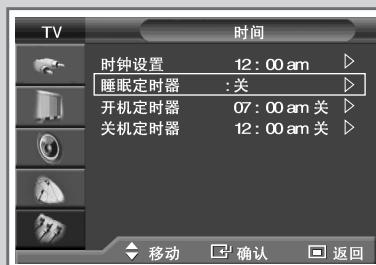 TV 时间
时钟设置 12 : 00 am
睡眠定时器 : 关
开机定时器 07 : 00 am 关
关机定时器 12 : 00 am 关
移动 确认 返回